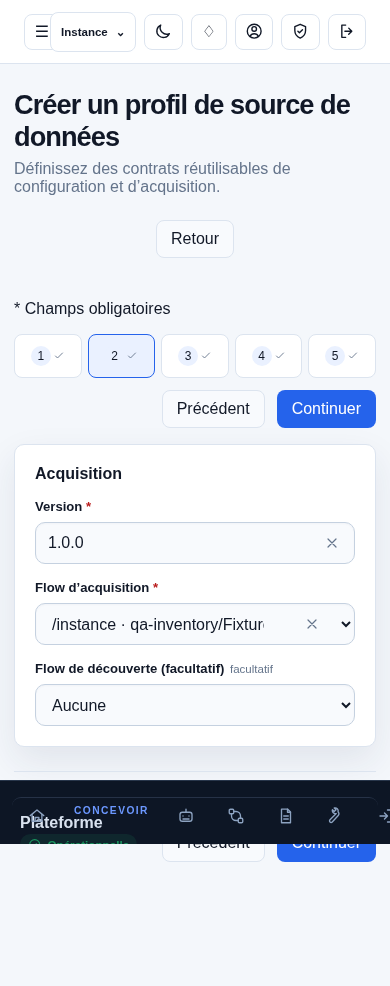 Instance
Créer un profil de source de
données
Définissez des contrats réutilisables de
configuration et d’acquisition.
Retour
* Champs obligatoires
1 2 3 4 5
Précédent Continuer
Acquisition
Version *
1.0.0
Flow d’acquisition *
/instance · qa-inventory/Fixture
Flow de découverte (facultatif) facultatif
Aucune
CONCEVOIR
Plateforme
Opérationnelle
Précédent Continuer